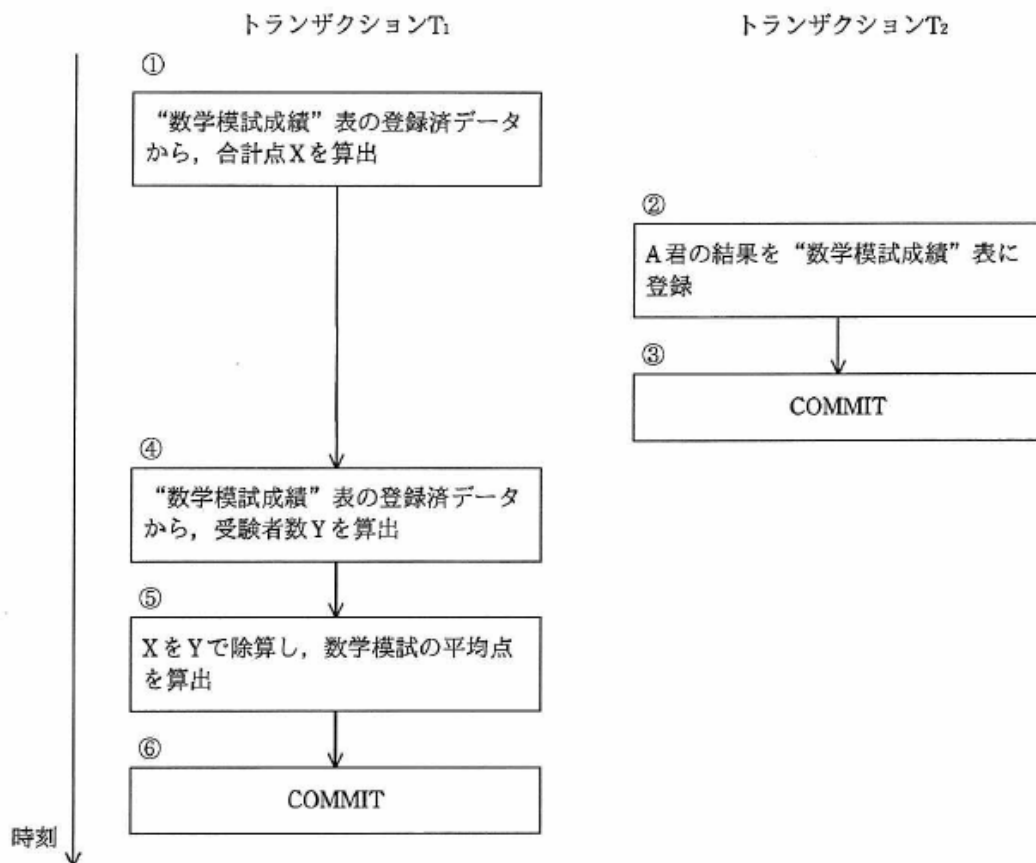 トランザクションT₁
トランザクションT₂
①
“数学模試成績”表の登録済データ
から，合計点Xを算出
②
A君の結果を“数学模試成績”表に
登録
③
COMMIT
④
“数学模試成績”表の登録済データ
から，受験者数Yを算出
⑤
XをYで除算し，数学模試の平均点
を算出
⑥
COMMIT
時刻